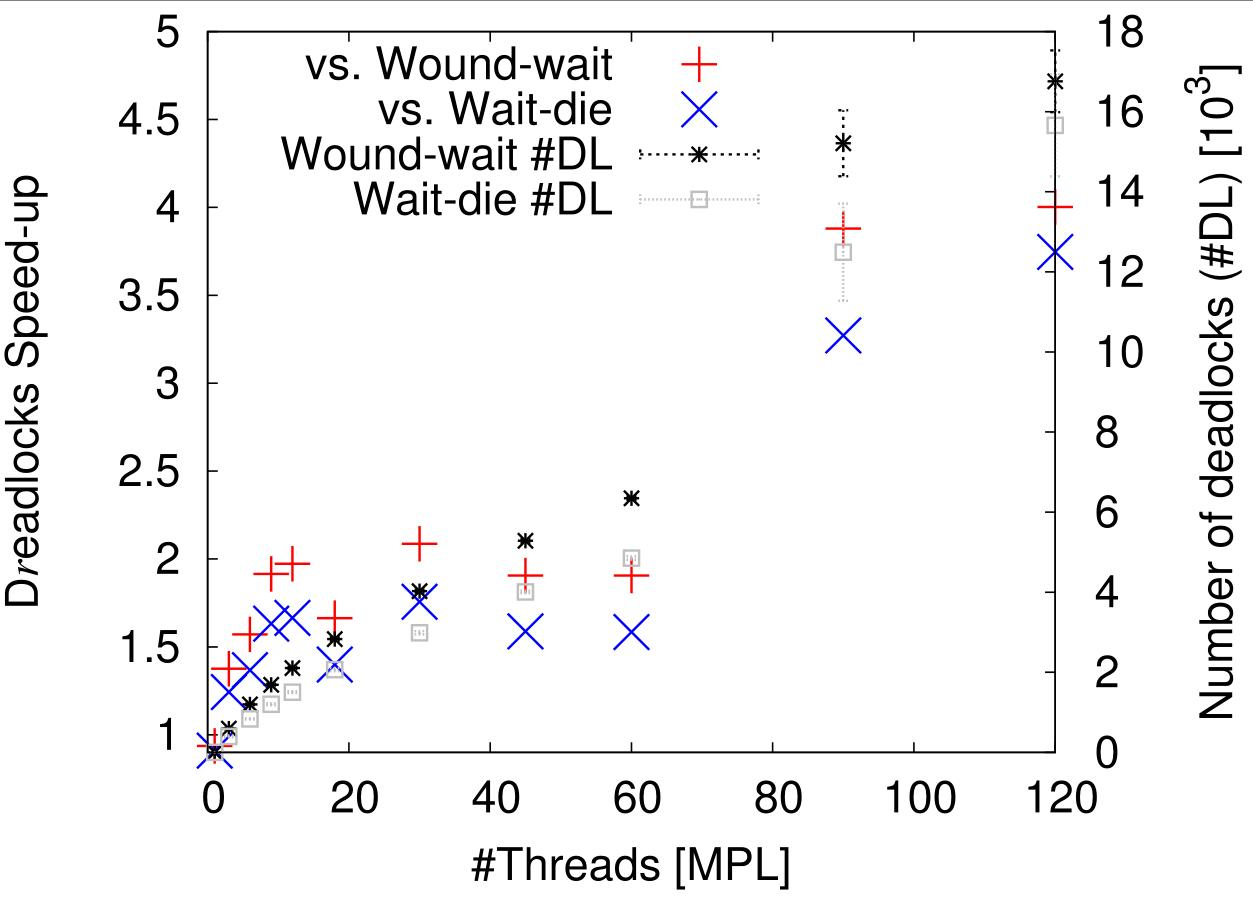 vs. Wound-wait
vs. Wait-die
Wound-wait #DL
Wait-die #DL
Dreadlocks Speed-up
5
4.5
4
3.5
3
2.5
2
1.5
1
Number of deadlocks (#DL) [10³]
18
16
14
12
10
8
6
4
2
0
0 20 40 60 80 100 120
#Threads [MPL]